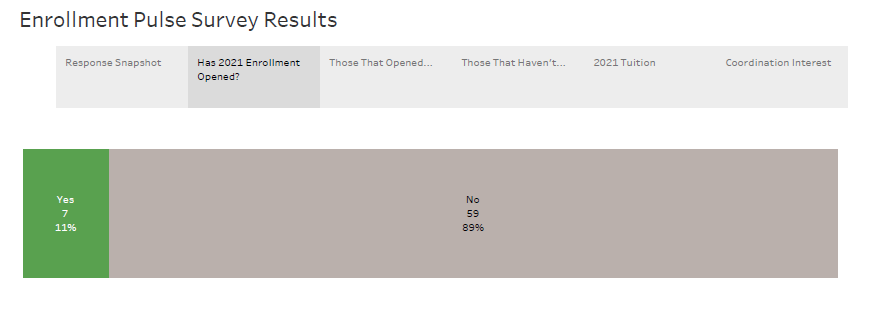 Enrollment Pulse Survey Results
Response Snapshot
Has 2021 Enrollment
Opened?
Those That Opened...
Those That Haven't...
2021 Tuition
Coordination Interest
Yes
7
11%
No
59
89%